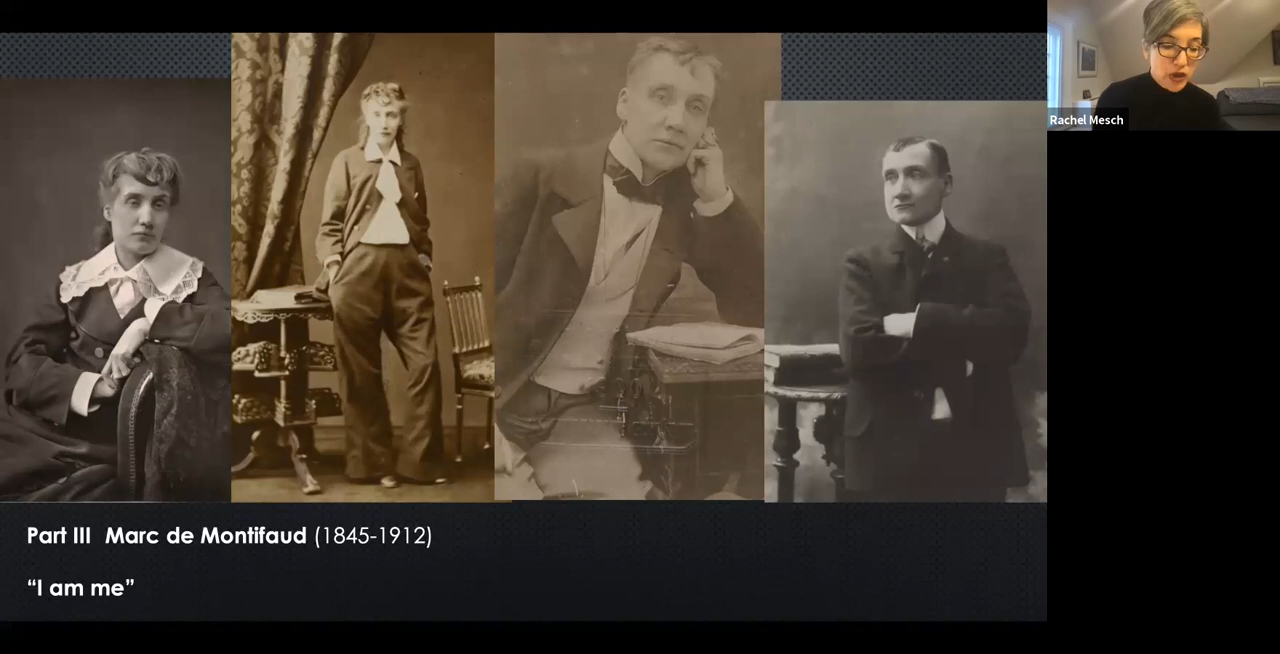 Rachel Mesch
Part III Marc de Montifaud (1845-1912)
“I am me”